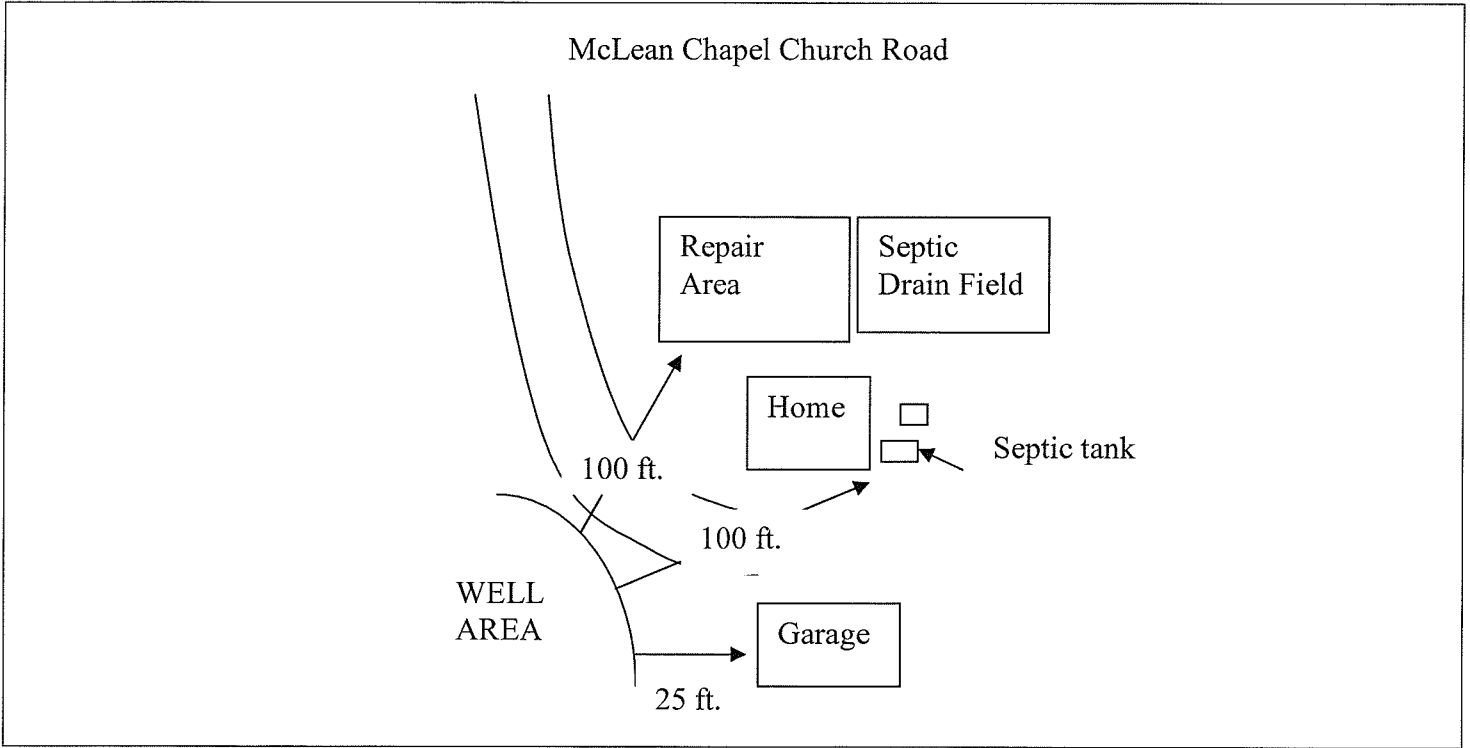 McLean Chapel Church Road
Repair
Area
Septic
Drain Field
Home
Septic tank
100 ft.
100 ft.
WELL
AREA
Garage
25 ft.